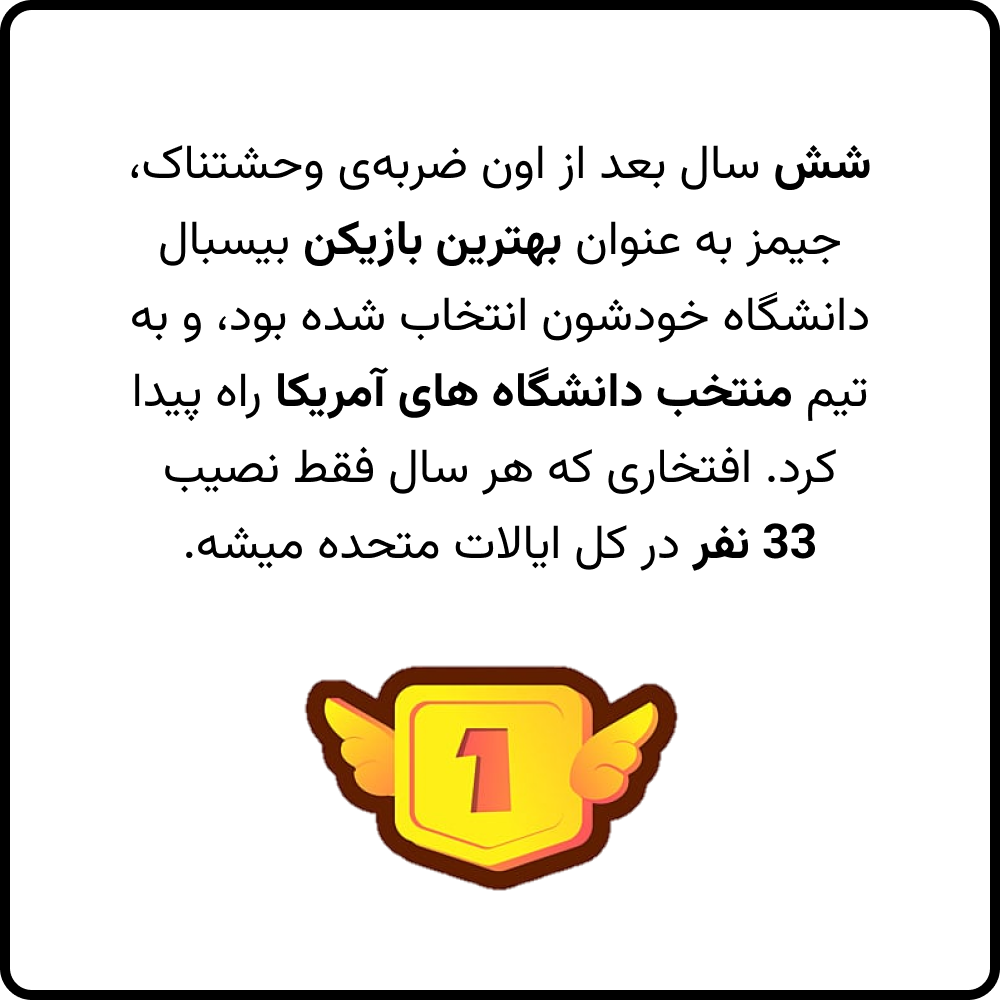 شش سال بعد از اون ضربه‌ی وحشتناک،
جیمز به عنوان بهترین بازیکن بیسبال
دانشگاه خودشون انتخاب شده بود، و به
تیم منتخب دانشگاه های آمریکا راه پیدا
کرد. افتخاری که هر سال فقط نصیب
33 نفر در کل ایالات متحده میشه.
1